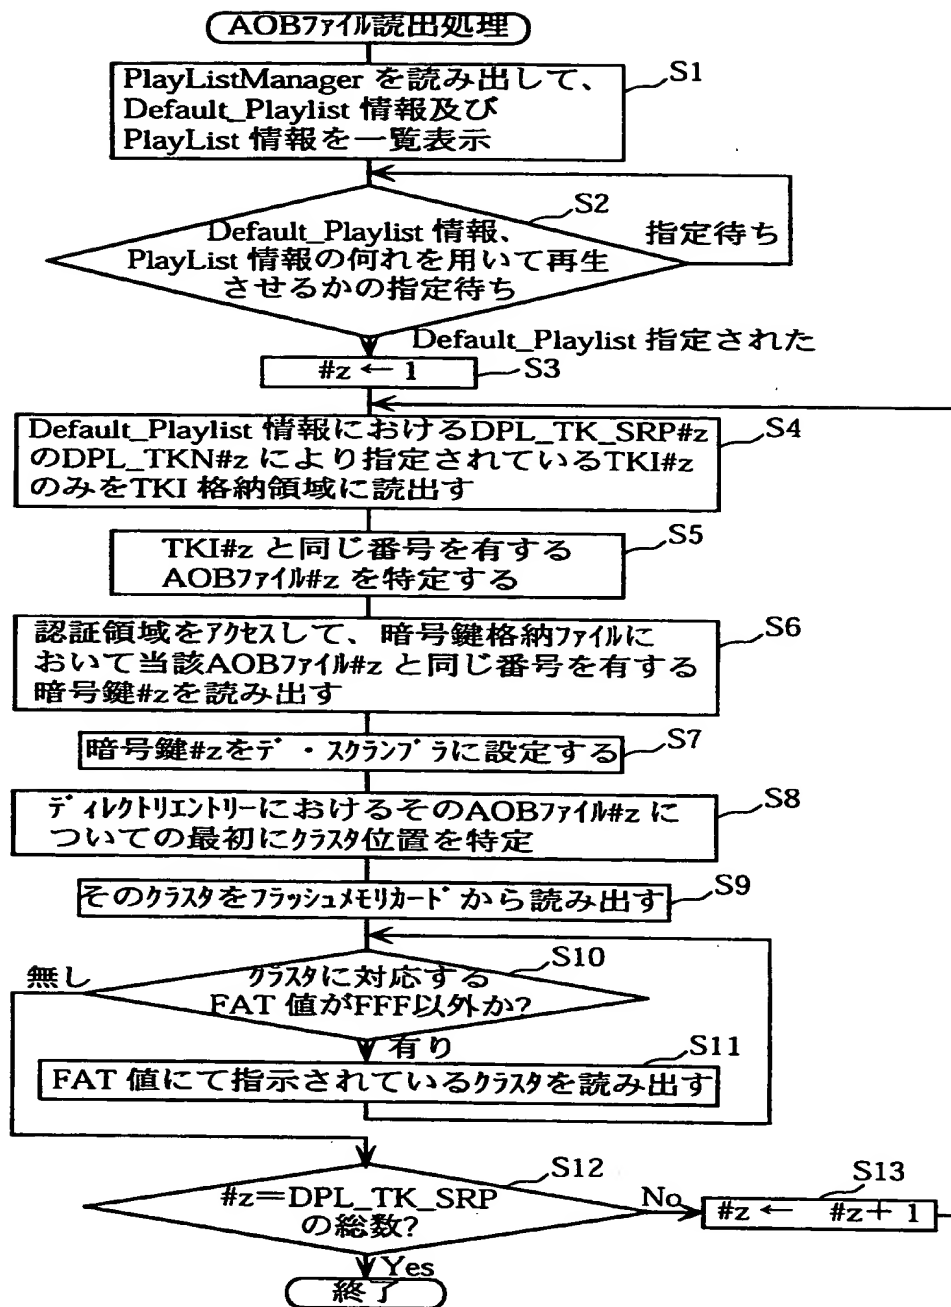 AOBファイル読出処理
S1
PlayListManager を読み出して、
Default_Playlist 情報及び
PlayList 情報を一覧表示
S2
Default_Playlist 情報、
PlayList 情報の何れを用いて再生
させるかの指定待ち
指定待ち
Default_Playlist 指定された
#z ← 1
S3
S4
Default_Playlist 情報におけるDPL_TK_SRP#z
のDPL_TKN#z により指定されているTKI#z
のみをTKI 格納領域に読出す
S5
TKI#z と同じ番号を有する
AOBファイル#z を特定する
S6
認証領域をアクセスして、暗号鍵格納ファイルに
おいて当該AOBファイル#z と同じ番号を有する
暗号鍵#zを読み出す
S7
暗号鍵#zをデ・スクランブラに設定する
S8
ディレクトリエントリーにおけるそのAOBファイル#z に
ついての最初にクラスタ位置を特定
S9
そのクラスタをフラッシュメモリカードから読み出す
S10
無し
クラスタに対応する
FAT 値がFFF以外か?
有り
S11
FAT 値にて指示されているクラスタを読み出す
S12
#z=DPL_TK_SRP
の総数?
No
S13
#z ← #z+1
Yes
終了